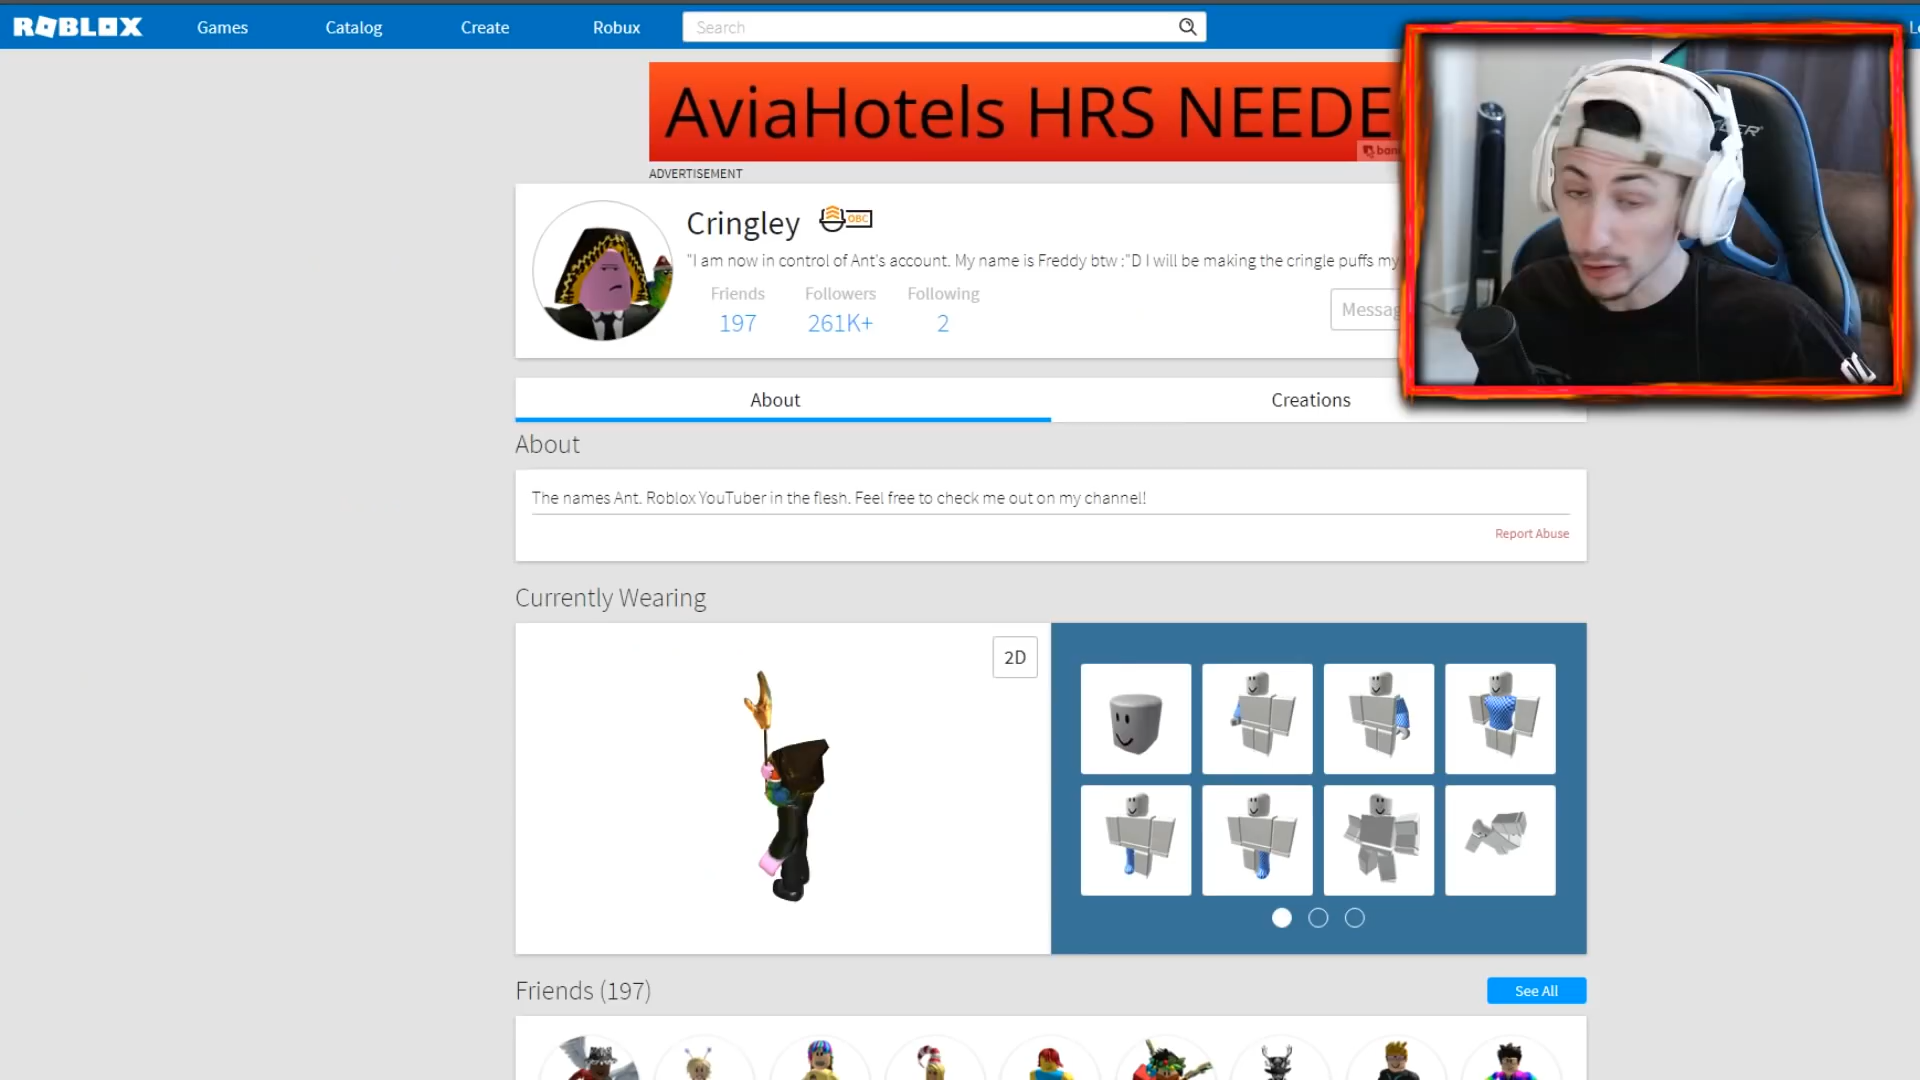 ROBLOX Games Catalog Create Robux Search
AviaHotels HRS NEEDE
ADVERTISEMENT
Cringley OBC
"I am now in control of Ant's account. My name is Freddy btw :"D I will be making the cringle puffs my
Friends Followers Following
197 261K+ 2
Messag
About Creations
About
The names Ant. Roblox YouTuber in the flesh. Feel free to check me out on my channel!
Report Abuse
Currently Wearing
2D
Friends (197)
See All